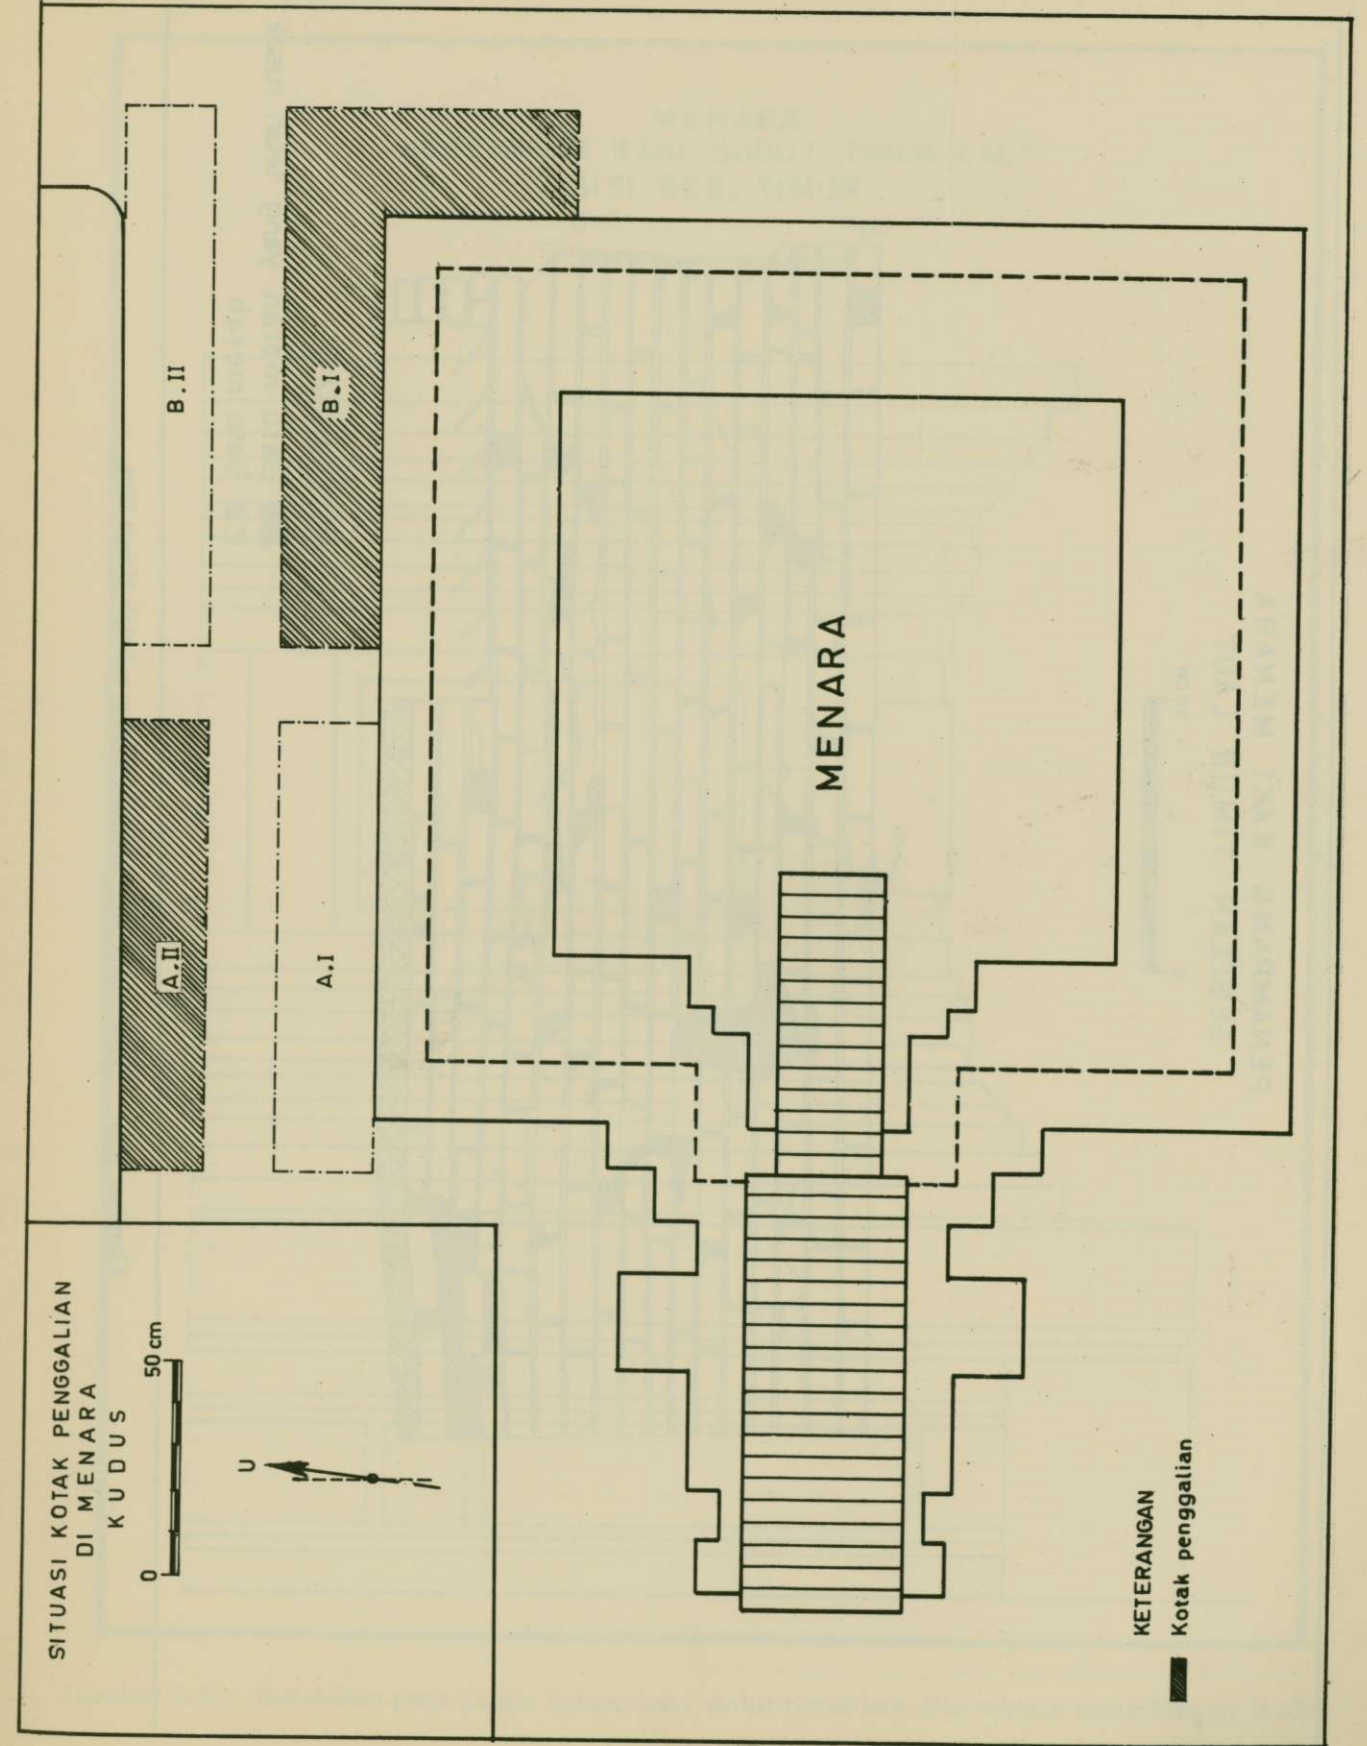 SITUASI KOTAK PENGGALIAN
DI MENARA
KUDUS
0 50 cm
U
A.II
A.I
B.II
B.I
MENARA
KETERANGAN
Kotak penggalian